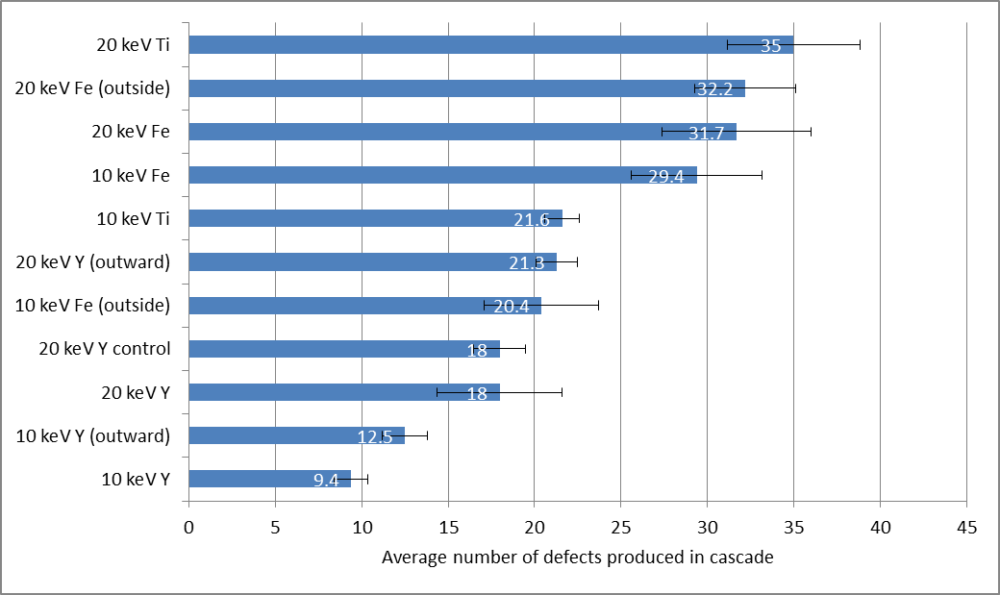 20 keV Ti 35
20 keV Fe (outside) 32.2
20 keV Fe 31.7
10 keV Fe 29.4
10 keV Ti 21.6
20 keV Y (outward) 21.3
10 keV Fe (outside) 20.4
20 keV Y control 18
20 keV Y 18
10 keV Y (outward) 12.5
10 keV Y 9.4
0 5 10 15 20 25 30 35 40 45
Average number of defects produced in cascade